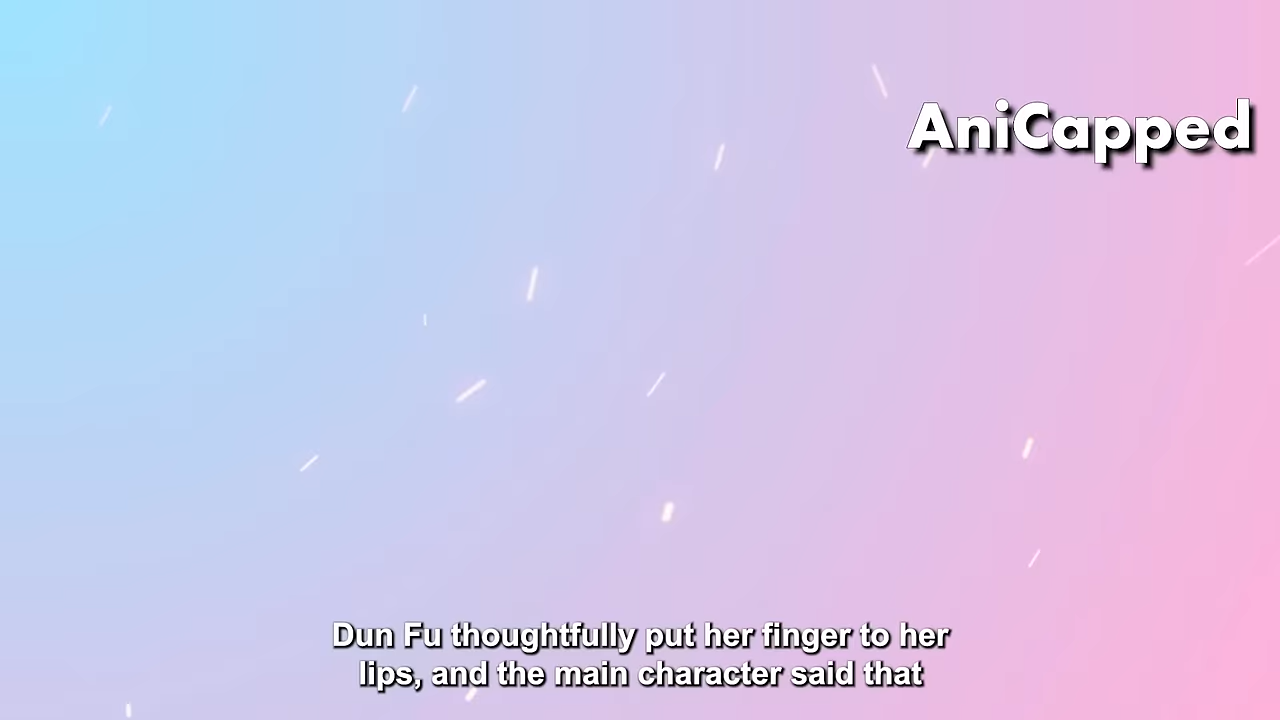 AniCapped
Dun Fu thoughtfully put her finger to her
lips, and the main character said that